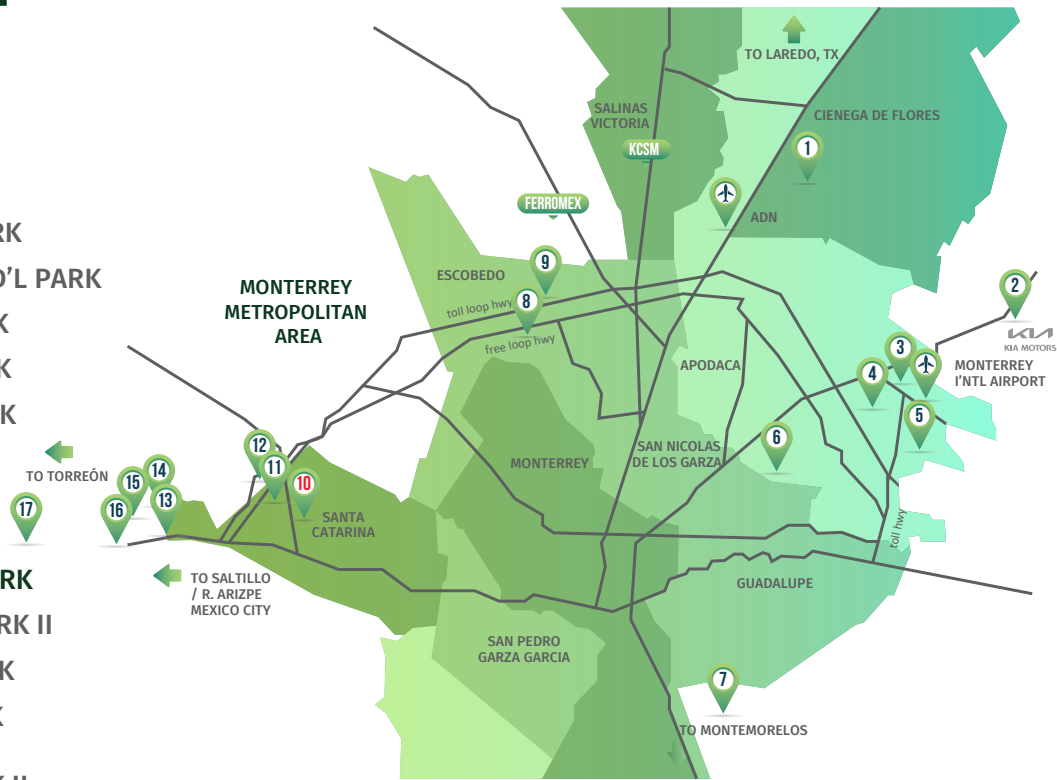 TO LAREDO, TX
SALINAS
VICTORIA
CIENEGA DE FLORES
1
KCSM
ADN
FERROMEX
RK
D'L PARK
K
K
K
MONTERREY
METROPOLITAN
AREA
ESCOBEDO
9
8
toll loop hwy
free loop hwy
2
KIA
KIA MOTORS
3
4
MONTERREY
I'NTL AIRPORT
5
APODACA
6
SAN NICOLAS
DE LOS GARZA
MONTERREY
12
11
10
TO TORREÓN
14
15
13
16
17
SANTA
CATARINA
toll hwy
TO SALTILLO
/ R. ARIZPE
MEXICO CITY
GUADALUPE
RK
RK II
K
K
SAN PEDRO
GARZA GARCIA
7
TO MONTEMORELOS